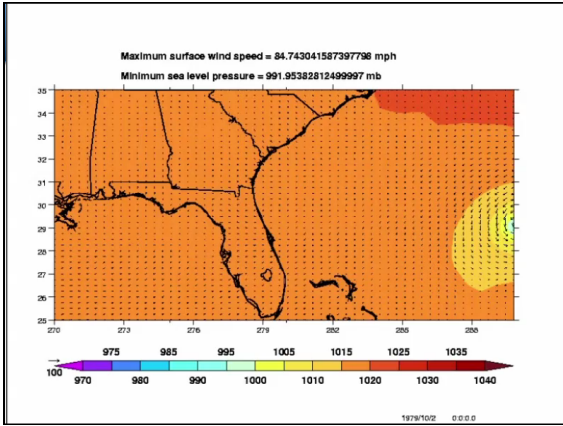 Maximum surface wind speed = 84.743041587397798 mph
Minimum sea level pressure = 991.95382812499997 mb
35
34
33
32
31
30
29
28
27
26
25
270 273 276 279 282 285 288
975 985 995 1005 1015 1025 1035
100
970 980 990 1000 1010 1020 1030 1040
1979/10/2 0:0:0.0